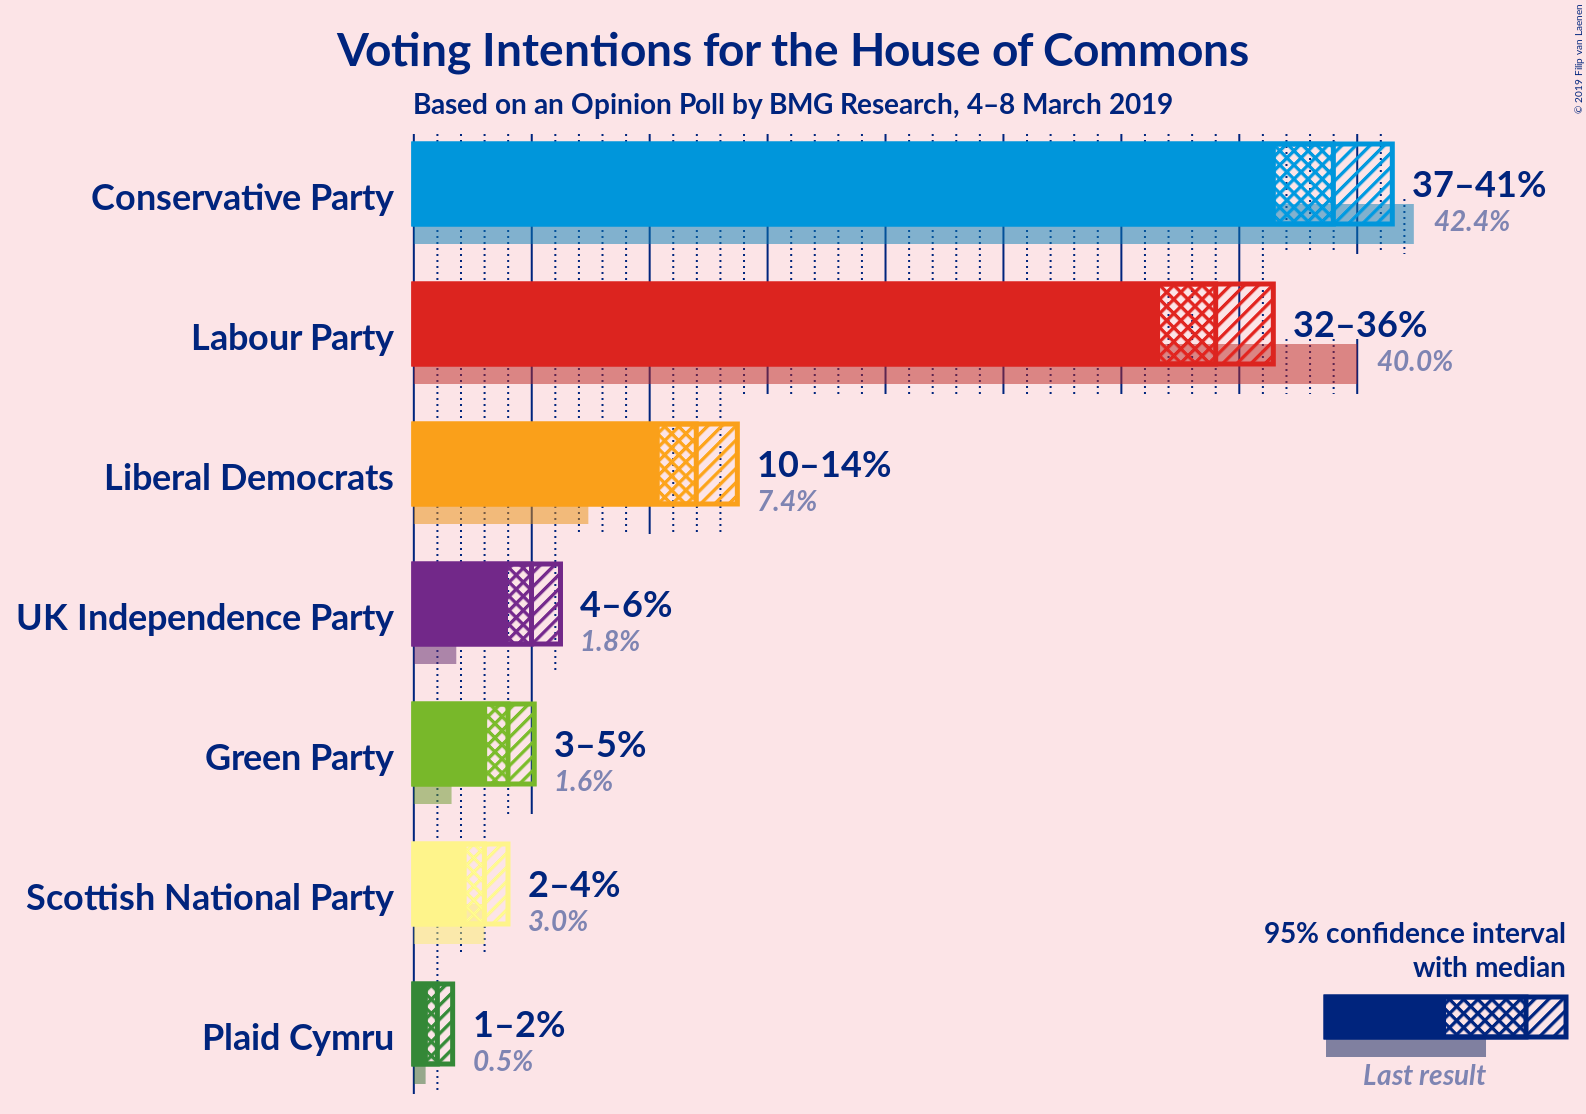 Voting Intentions for the House of Commons
Based on an Opinion Poll by BMG Research, 4–8 March 2019
© 2019 Filip van Laenen
Conservative Party
37–41%
42.4%
Labour Party
32–36%
40.0%
Liberal Democrats
10–14%
7.4%
UK Independence Party
4–6%
1.8%
Green Party
3–5%
1.6%
Scottish National Party
2–4%
3.0%
Plaid Cymru
1–2%
0.5%
95% confidence interval
with median
Last result